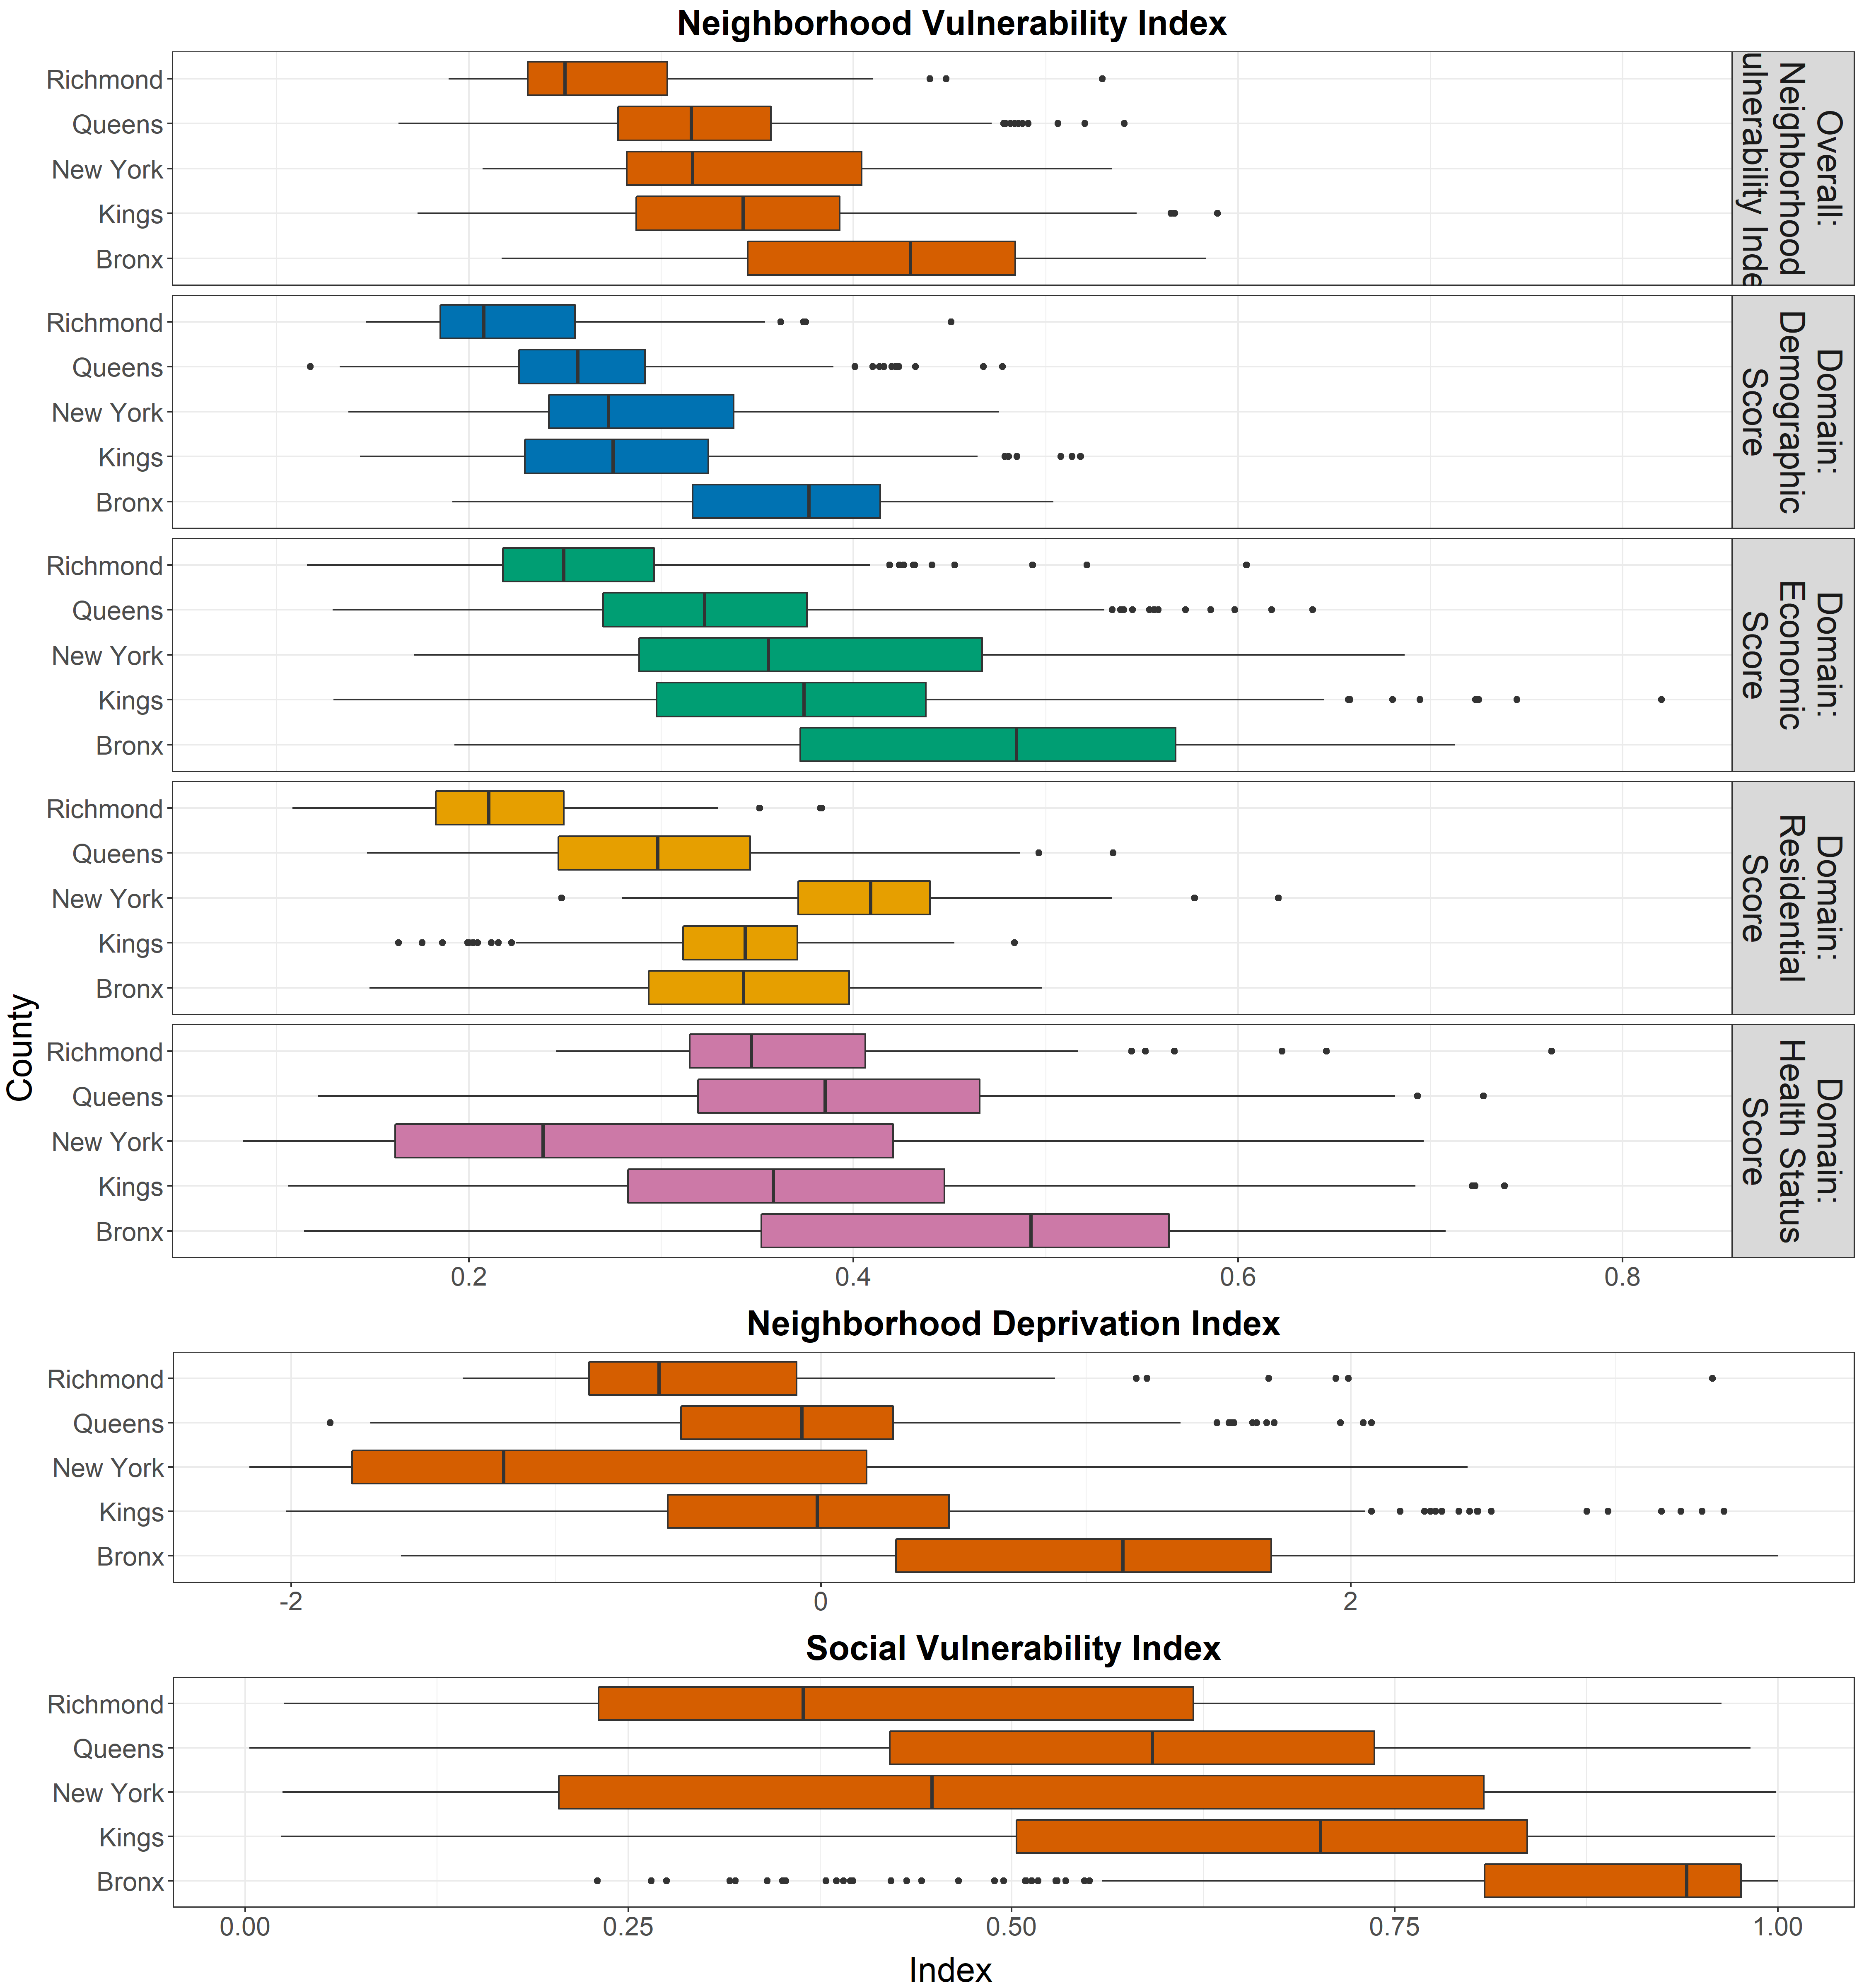 Neighborhood Vulnerability Index
Richmond
Queens
New York
Kings
Bronx
Overall:
Neighborhood
ulnerability Inde
Richmond
Queens
New York
Kings
Bronx
Domain:
Demographic
Score
Richmond
Queens
New York
Kings
Bronx
Domain:
Economic
Score
Richmond
Queens
New York
Kings
Bronx
Domain:
Residential
Score
Richmond
Queens
New York
Kings
Bronx
Domain:
Health Status
Score
County
0.2 0.4 0.6 0.8
Neighborhood Deprivation Index
Richmond
Queens
New York
Kings
Bronx
-2 0 2
Social Vulnerability Index
Richmond
Queens
New York
Kings
Bronx
0.00 0.25 0.50 0.75 1.00
Index